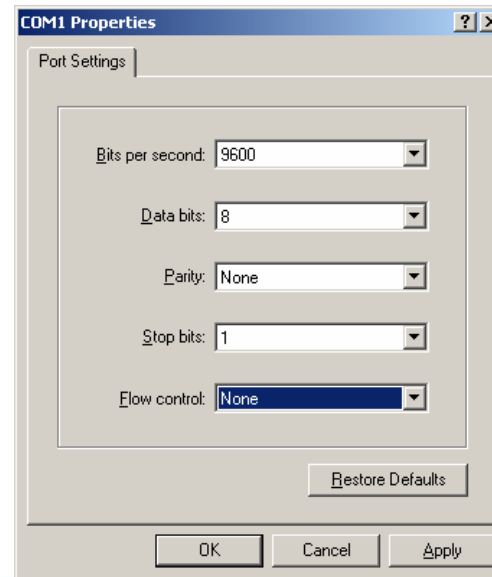 COM1 Properties ? X
Port Settings
Bits per second: 9600
Data bits: 8
Parity: None
Stop bits: 1
Flow control: None
Restore Defaults
OK Cancel Apply